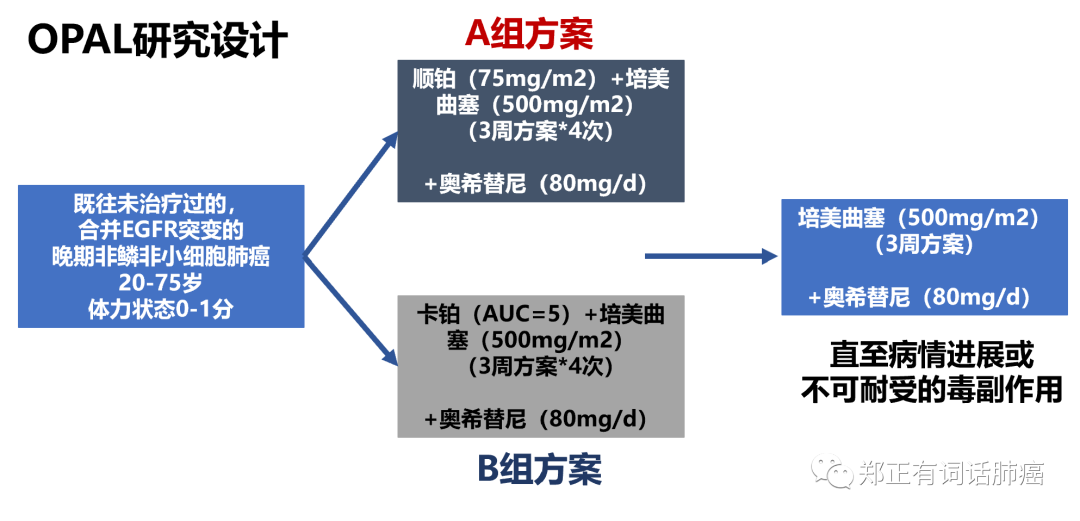 OPAL研究设计
A组方案
顺铂（75mg/m2）+培美
曲塞（500mg/m2）
（3周方案*4次）
+奥希替尼（80mg/d）
既往未治疗过的，
合并EGFR突变的
晚期非鳞非小细胞肺癌
20-75岁
体力状态0-1分
卡铂（AUC=5）+培美曲
塞（500mg/m2）
（3周方案*4次）
+奥希替尼（80mg/d）
B组方案
培美曲塞（500mg/m2）
（3周方案）
+奥希替尼（80mg/d）
直至病情进展或
不可耐受的毒副作用
郑正有词话肺癌